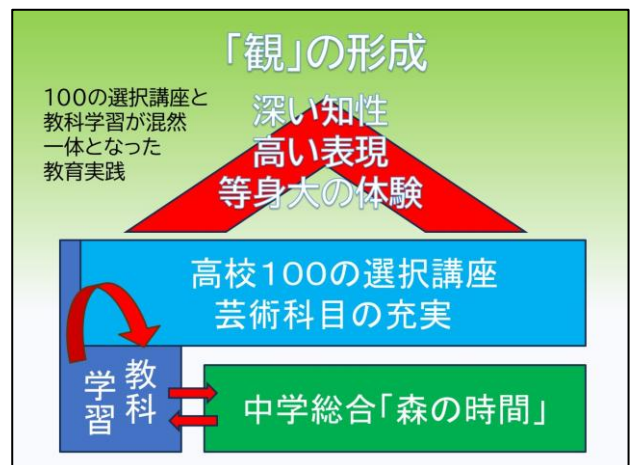 「観」の形成
100の選択講座と
教科学習が混然
一体となった
教育実践
深い知性
高い表現
等身大の体験
高校100の選択講座
芸術科目の充実
教科
学習
中学総合「森の時間」